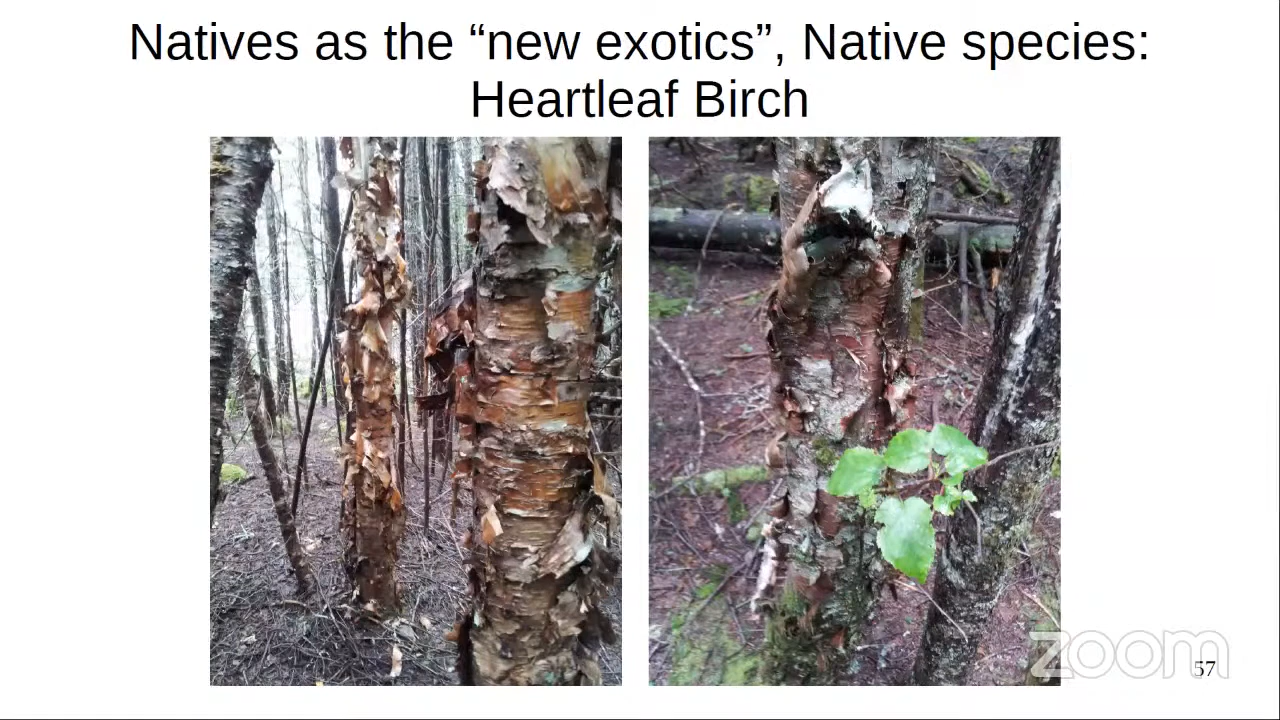 Natives as the “new exotics”, Native species:
Heartleaf Birch
zoom
57